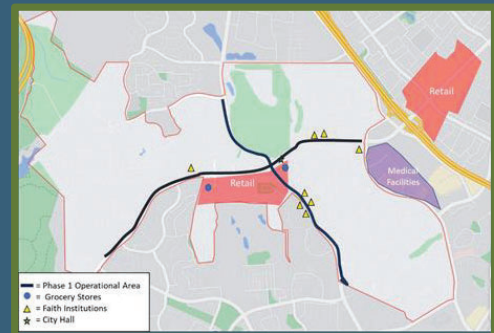 Retail
Medical
Facilities
Retail
= Phase 1 Operational Area
= Grocery Stores
= Faith Institutions
= City Hall